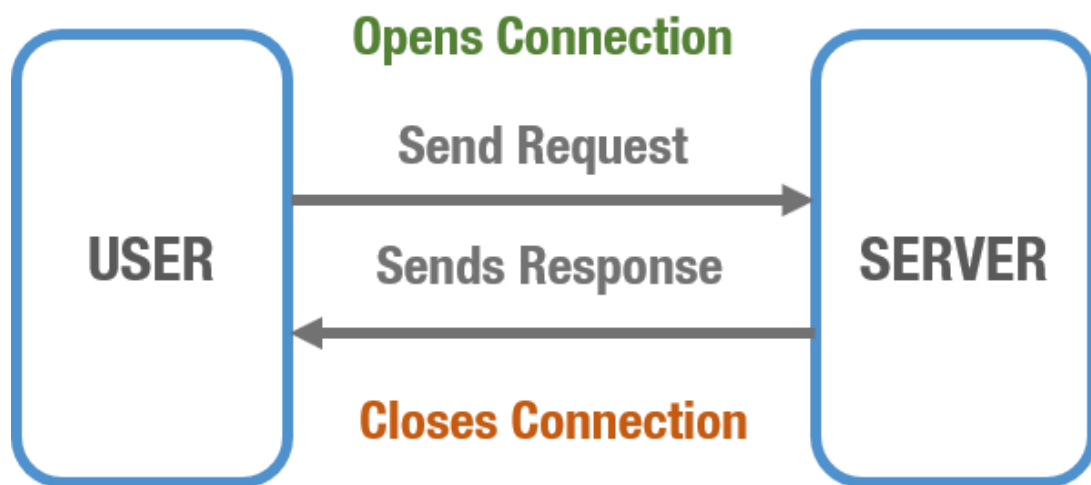 Opens Connection
Send Request
USER
Sends Response
SERVER
Closes Connection